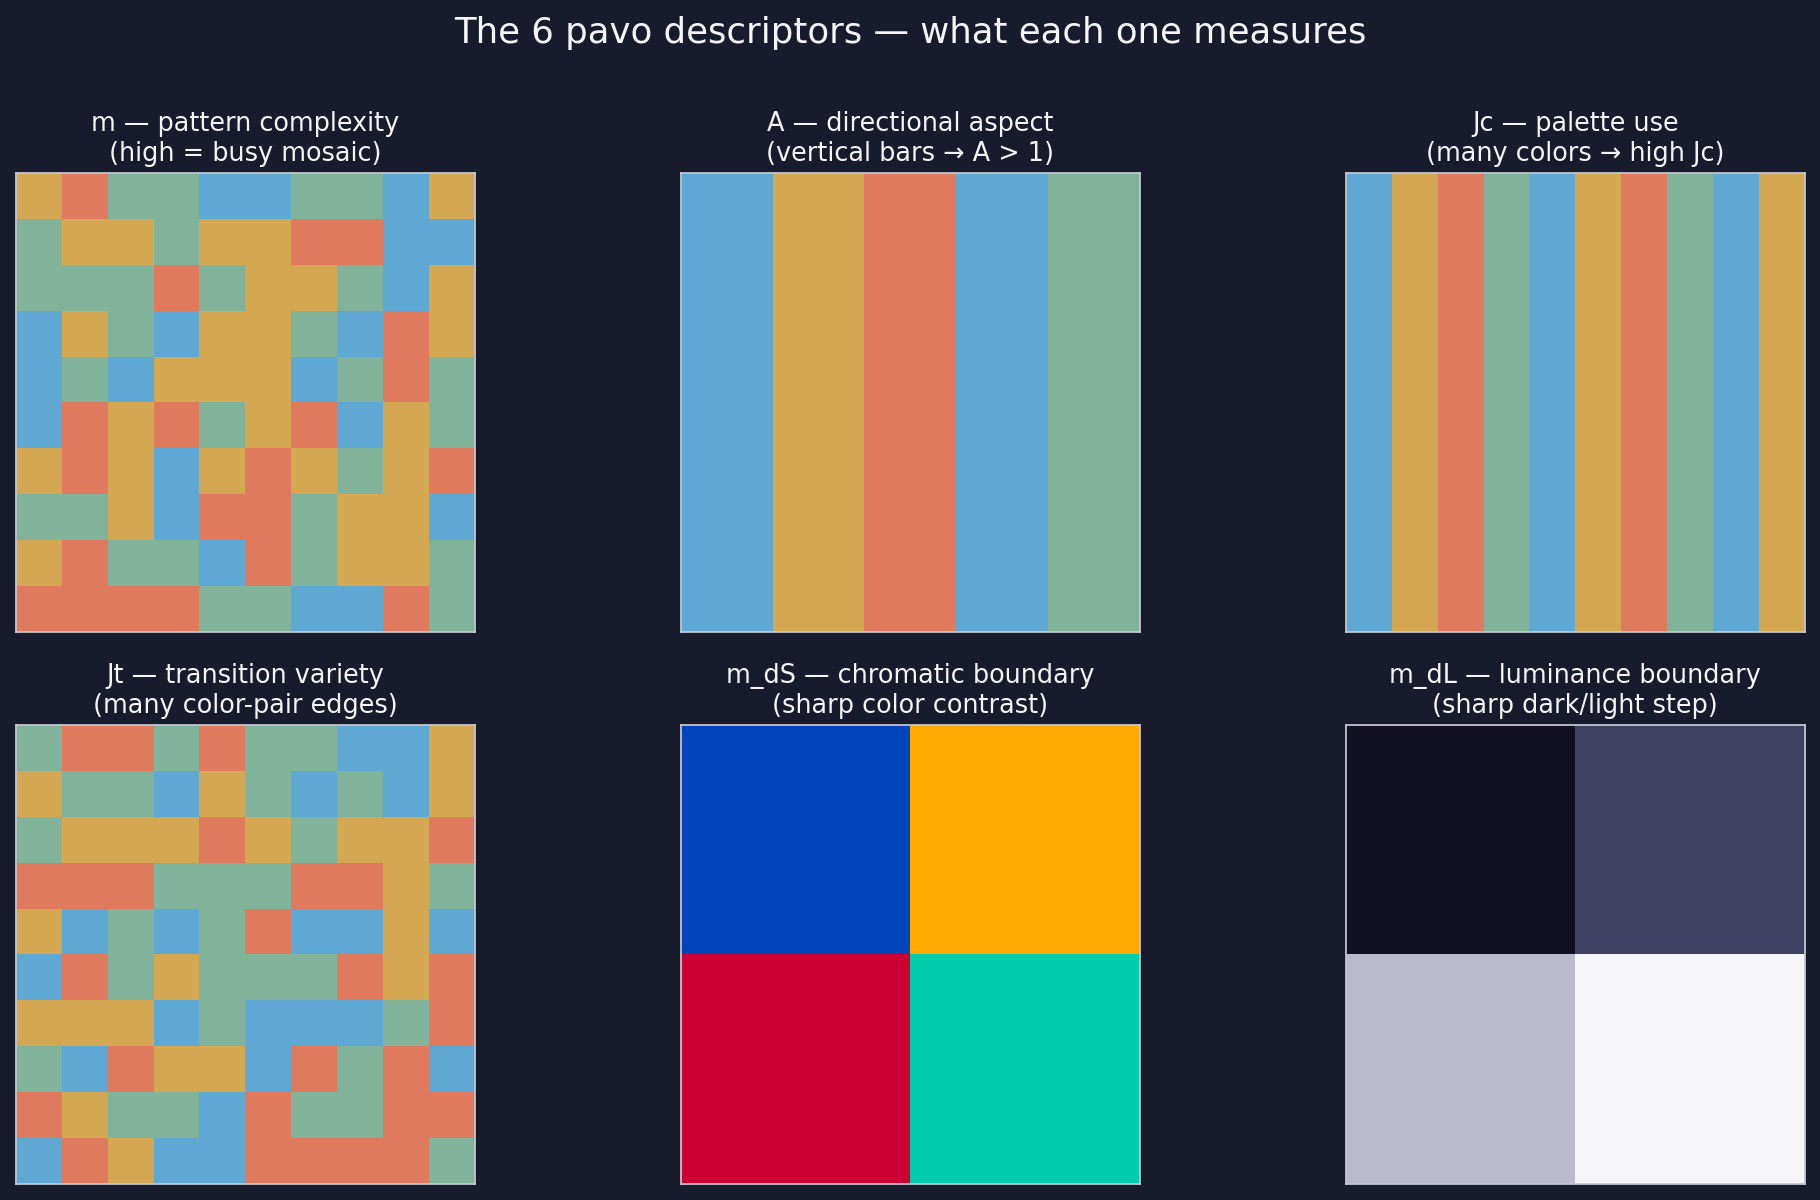 The 6 pavo descriptors — what each one measures
m — pattern complexity
(high = busy mosaic)
A — directional aspect
(vertical bars → A > 1)
Jc — palette use
(many colors → high Jc)
Jt — transition variety
(many color-pair edges)
m_dS — chromatic boundary
(sharp color contrast)
m_dL — luminance boundary
(sharp dark/light step)